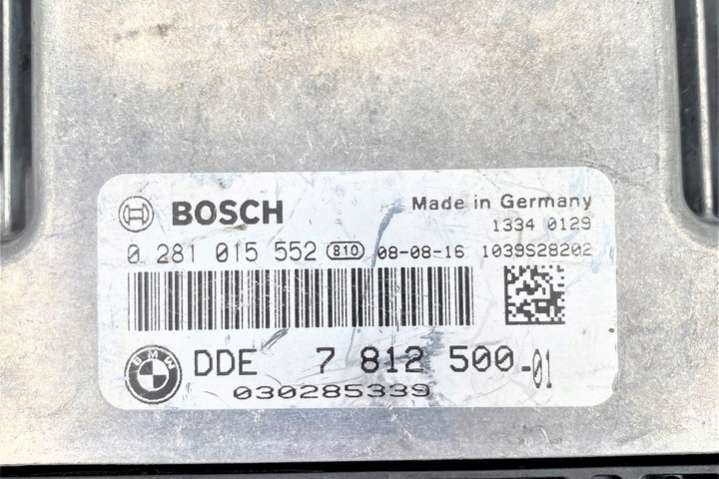 BOSCH Made in Germany
1334 0129
0 281 015 552 810 08-08-16 1039S28202
BMW DDE 7 812 500-01
030285339